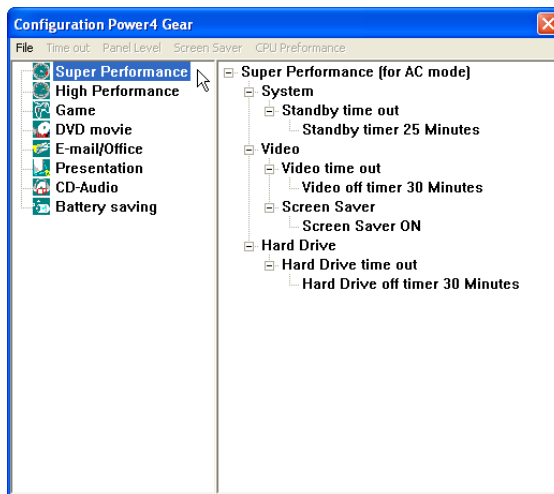 Configuration Power4 Gear
File Time out Panel Level Screen Saver CPU Preformance
Super Performance
High Performance
Game
DVD movie
E-mail/Office
Presentation
CD-Audio
Battery saving
Super Performance (for AC mode)
System
Standby time out
Standby timer 25 Minutes
Video
Video time out
Video off timer 30 Minutes
Screen Saver
Screen Saver ON
Hard Drive
Hard Drive time out
Hard Drive off timer 30 Minutes